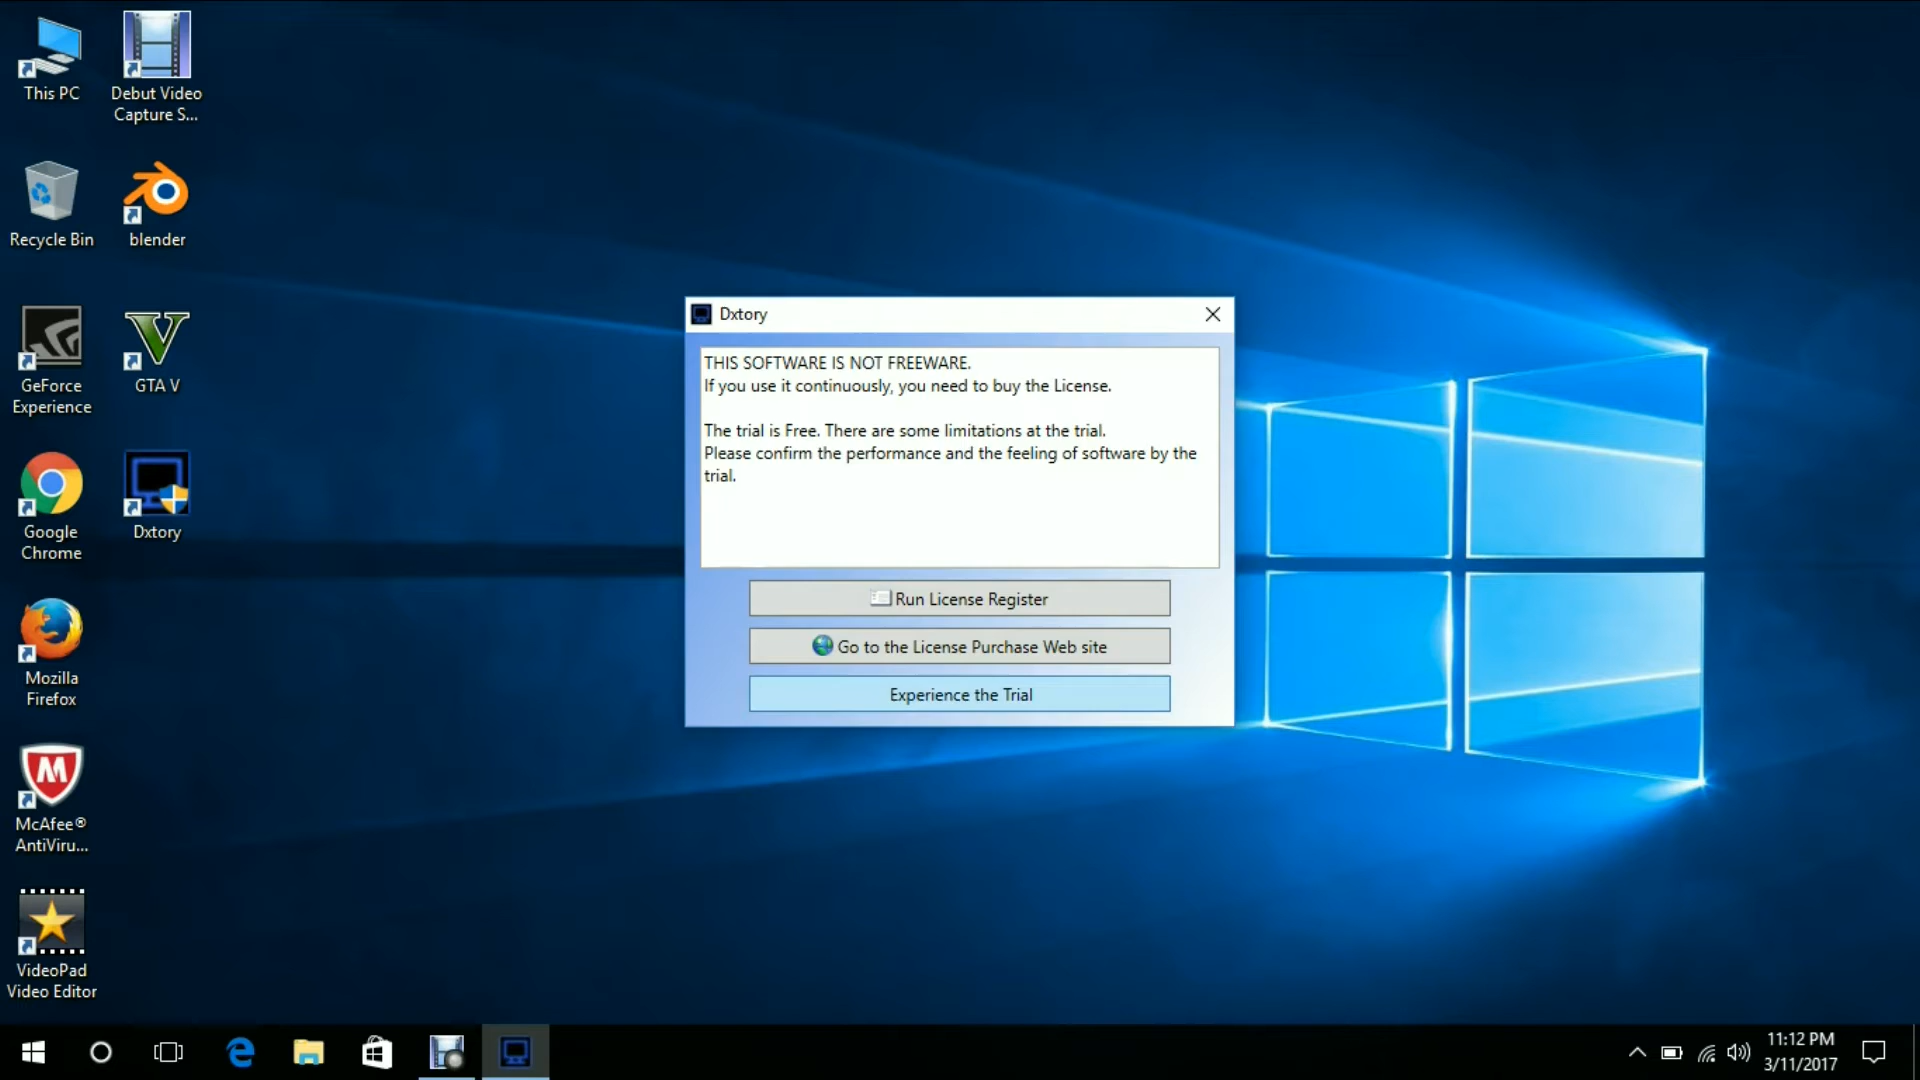 This PC
Debut Video
Capture S...
Recycle Bin
blender
GeForce
Experience
GTA V
Google
Chrome
Dxtory
Mozilla
Firefox
McAfee®
AntiViru...
VideoPad
Video Editor
Dxtory
THIS SOFTWARE IS NOT FREEWARE.
If you use it continuously, you need to buy the License.
The trial is Free. There are some limitations at the trial.
Please confirm the performance and the feeling of software by the
trial.
Run License Register
Go to the License Purchase Web site
Experience the Trial
11:12 PM
3/11/2017